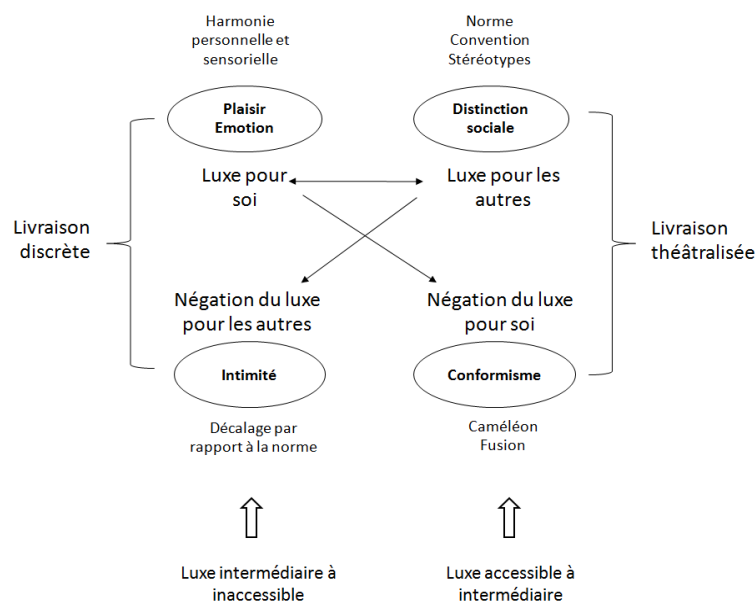 Harmonie
personnelle et
sensorielle
Norme
Convention
Stéréotypes
Plaisir
Emotion
Distinction
sociale
Luxe pour
soi
Luxe pour les
autres
Livraison
discrète
Livraison
théâtralisée
Négation du luxe
pour les autres
Négation du luxe
pour soi
Intimité
Conformisme
Décalage par
rapport à la norme
Caméléon
Fusion
Luxe intermédiaire à
inaccessible
Luxe accessible à
intermédiaire